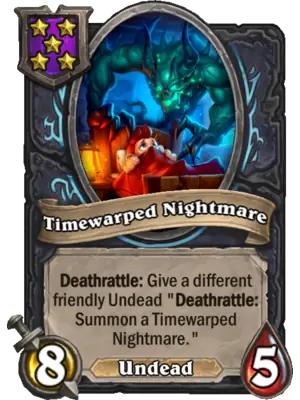 Timewarped Nightmare
Deathrattle: Give a different
friendly Undead "Deathrattle:
Summon a Timewarped
Nightmare."
8
Undead
5